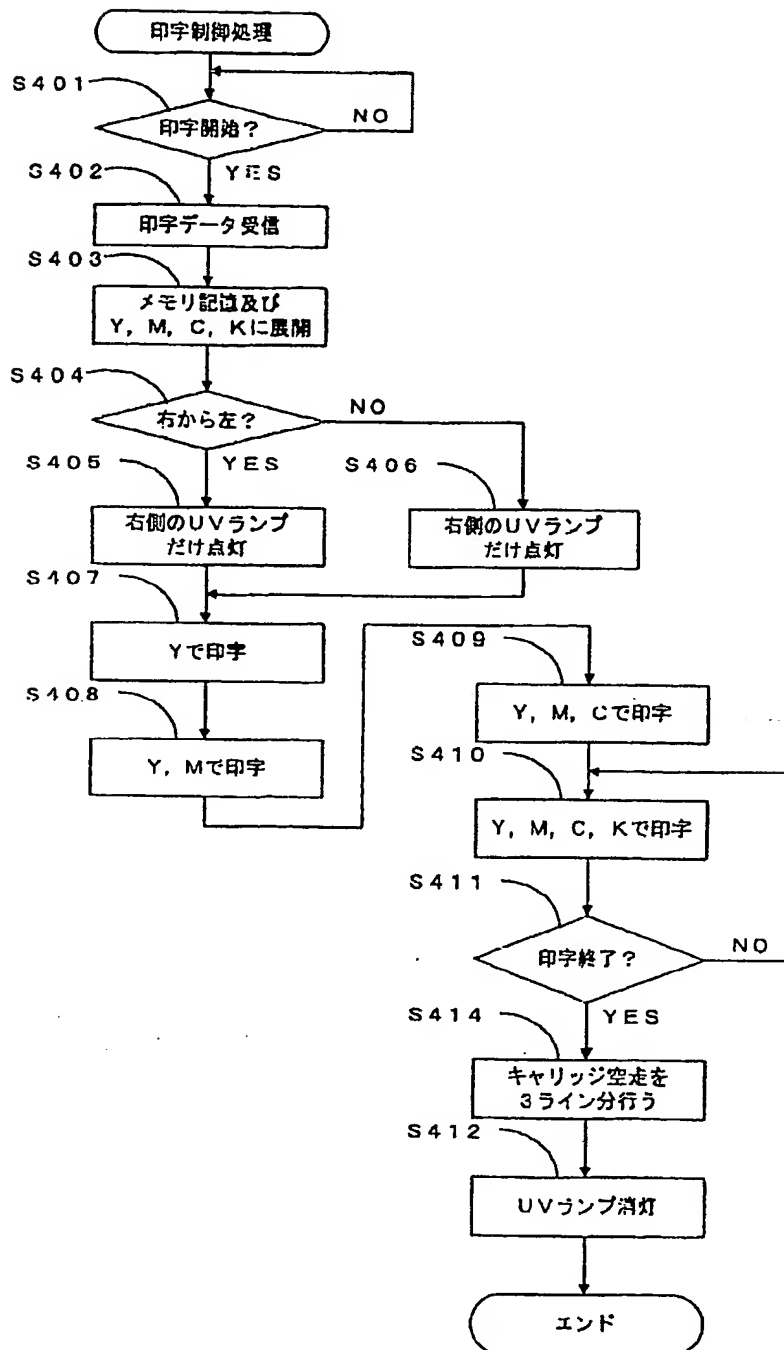 印字制御処理
S401
印字開始?
NO
YES
S402
印字データ受信
S403
メモリ記憶及び
Y, M, C, Kに展開
S404
右から左?
NO
YES
S405
右側のUVランプ
だけ点灯
S406
右側のUVランプ
だけ点灯
S407
Yで印字
S408
Y, Mで印字
S409
Y, M, Cで印字
S410
Y, M, C, Kで印字
S411
印字終了?
NO
YES
S414
キャリッジ空走を
3ライン分行う
S412
UVランプ消灯
エンド